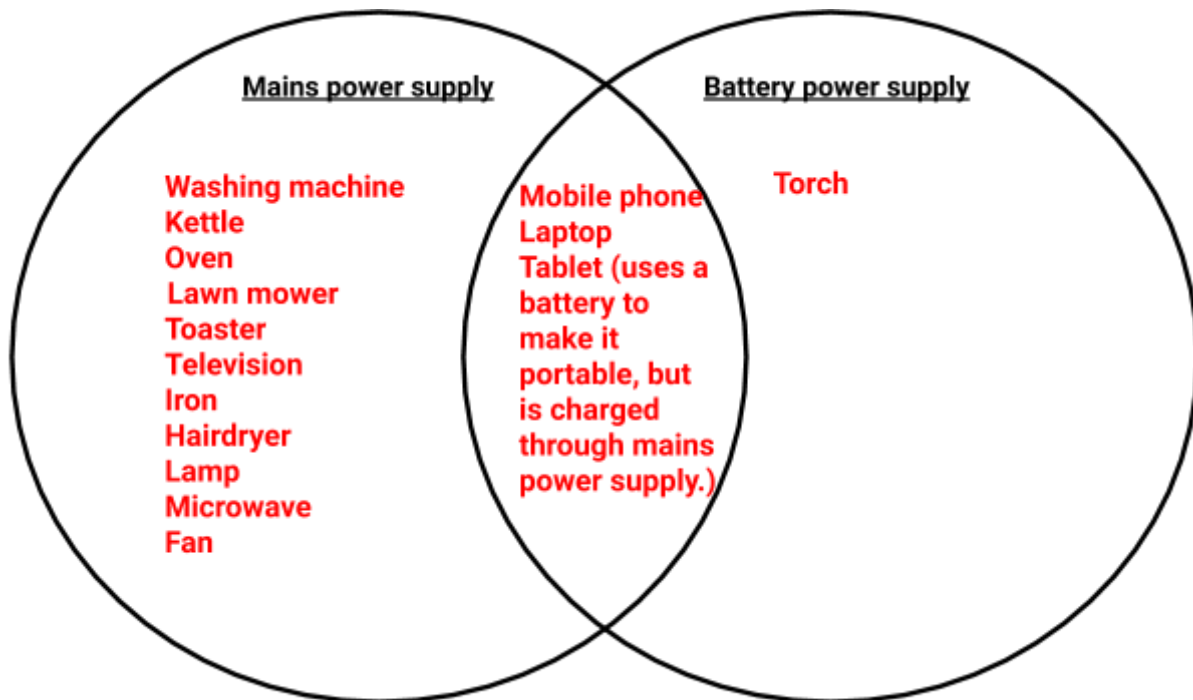 Mains power supply
Battery power supply
Washing machine
Kettle
Oven
Lawn mower
Toaster
Television
Iron
Hairdryer
Lamp
Microwave
Fan
Mobile phone
Laptop
Tablet (uses a
battery to
make it
portable, but
is charged
through mains
power supply.)
Torch